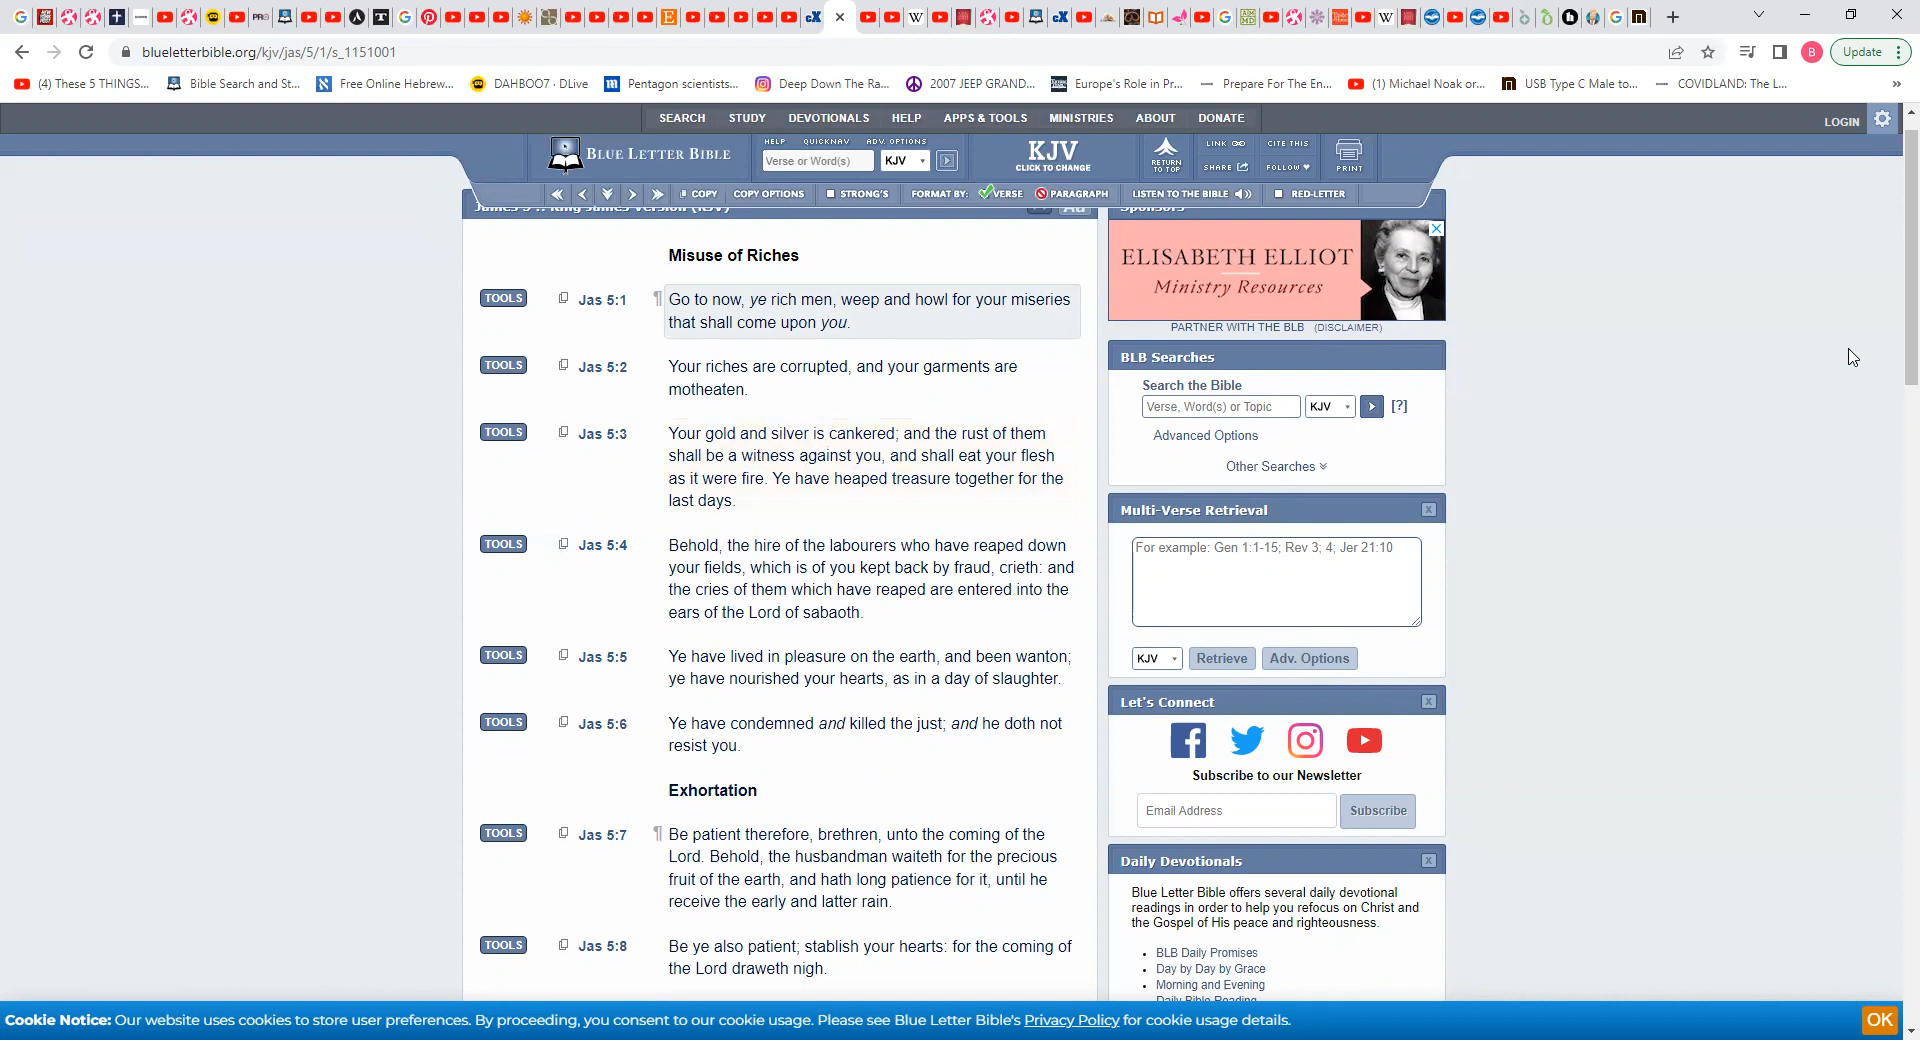 blueletterbible.org/kjv/jas/5/1/s_1151001
B
Update
(4) These 5 THINGS...
Bible Search and St...
Free Online Hebrew...
DAHBOO7 · DLive
Pentagon scientists...
Deep Down The Ra...
2007 JEEP GRAND...
Europe's Role in Pr...
Prepare For The En...
(1) Michael Noak or...
USB Type C Male to...
COVIDLAND: The L...
SEARCH STUDY DEVOTIONALS HELP APPS & TOOLS MINISTRIES ABOUT DONATE
LOGIN
BLUE LETTER BIBLE
HELP QUICKNAV ADV. OPTIONS
Verse or Word(s) KJV
KJV
CLICK TO CHANGE
RETURN
TO TOP
LINK
SHARE
CITE THIS
FOLLOW
PRINT
COPY COPY OPTIONS STRONG'S FORMAT BY: VERSE PARAGRAPH LISTEN TO THE BIBLE RED-LETTER
James 5 :: King James Version (KJV)
Aa
Misuse of Riches
TOOLS Jas 5:1 ¶ Go to now, ye rich men, weep and howl for your miseries
that shall come upon you.
TOOLS Jas 5:2 Your riches are corrupted, and your garments are
motheaten.
TOOLS Jas 5:3 Your gold and silver is cankered; and the rust of them
shall be a witness against you, and shall eat your flesh
as it were fire. Ye have heaped treasure together for the
last days.
TOOLS Jas 5:4 Behold, the hire of the labourers who have reaped down
your fields, which is of you kept back by fraud, crieth: and
the cries of them which have reaped are entered into the
ears of the Lord of sabaoth.
TOOLS Jas 5:5 Ye have lived in pleasure on the earth, and been wanton;
ye have nourished your hearts, as in a day of slaughter.
TOOLS Jas 5:6 Ye have condemned and killed the just; and he doth not
resist you.
Exhortation
TOOLS Jas 5:7 ¶ Be patient therefore, brethren, unto the coming of the
Lord. Behold, the husbandman waiteth for the precious
fruit of the earth, and hath long patience for it, until he
receive the early and latter rain.
TOOLS Jas 5:8 Be ye also patient; stablish your hearts: for the coming of
the Lord draweth nigh.
Sponsors
ELISABETH ELLIOT
Ministry Resources
PARTNER WITH THE BLB (DISCLAIMER)
BLB Searches
Search the Bible
Verse, Word(s) or Topic KJV [?]
Advanced Options
Other Searches
Multi-Verse Retrieval X
For example: Gen 1:1-15; Rev 3; 4; Jer 21:10
KJV Retrieve Adv. Options
Let's Connect X
Subscribe to our Newsletter
Email Address Subscribe
Daily Devotionals X
Blue Letter Bible offers several daily devotional
readings in order to help you refocus on Christ and
the Gospel of His peace and righteousness.
BLB Daily Promises
Day by Day by Grace
Morning and Evening
Daily Bible Reading
Cookie Notice: Our website uses cookies to store user preferences. By proceeding, you consent to our cookie usage. Please see Blue Letter Bible's Privacy Policy for cookie usage details.
OK